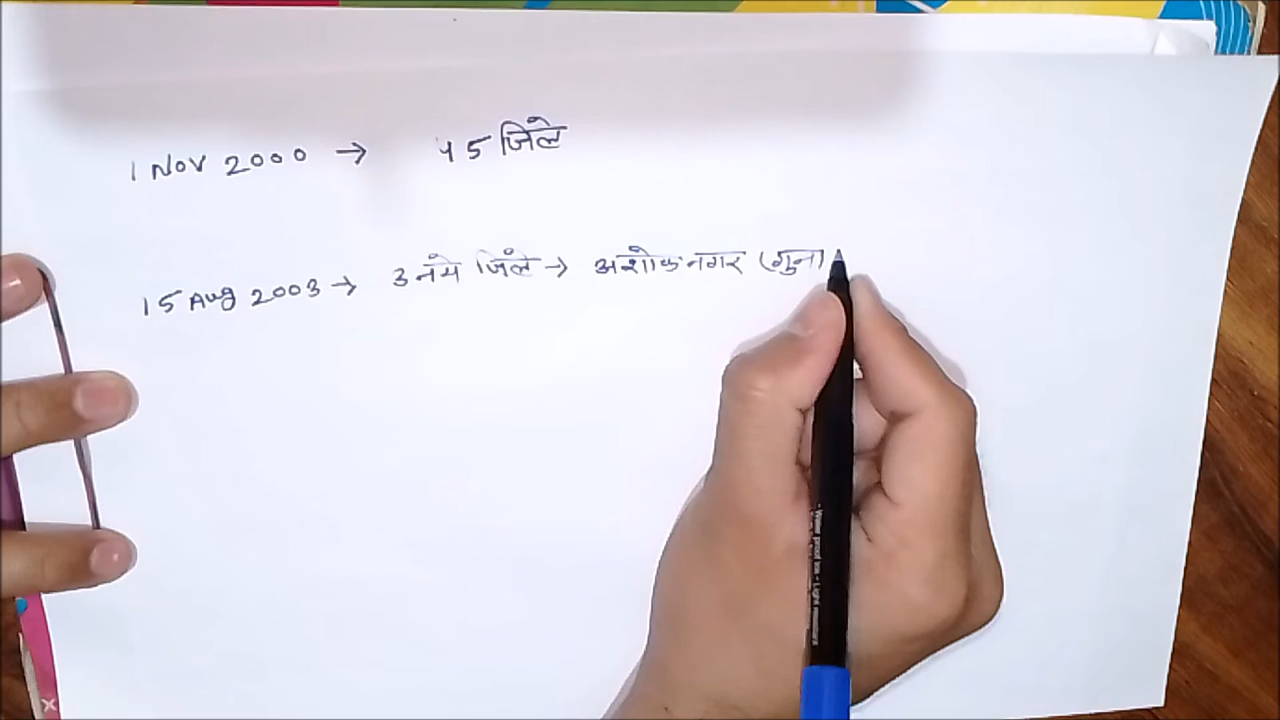 1 Nov 2000 → 45 जिले
15 Aug 2003 → 3 नये जिले → अशोकनगर (गुना)